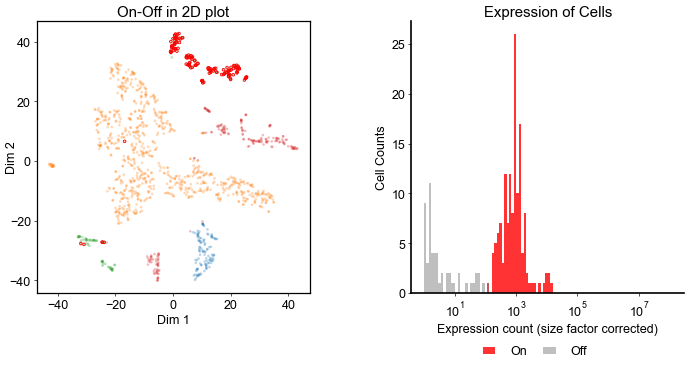 On-Off in 2D plot
Expression of Cells
40
20
0
−20
−40
Dim 2
−40 −20 0 20 40
Dim 1
25
20
15
10
5
0
Cell Counts
10^1 10^3 10^5 10^7
Expression count (size factor corrected)
On Off